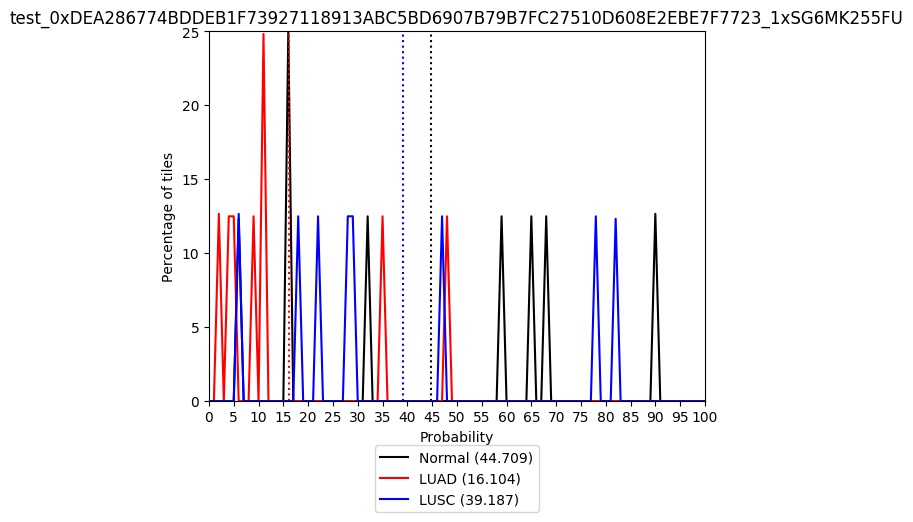 test_0xDEA286774BDDEB1F73927118913ABC5BD6907B79B7FC27510D608E2EBE7F7723_1xSG6MK255FU
25
20
15
10
5
0
Percentage of tiles
0 5 10 15 20 25 30 35 40 45 50 55 60 65 70 75 80 85 90 95 100
Probability
Normal (44.709)
LUAD (16.104)
LUSC (39.187)